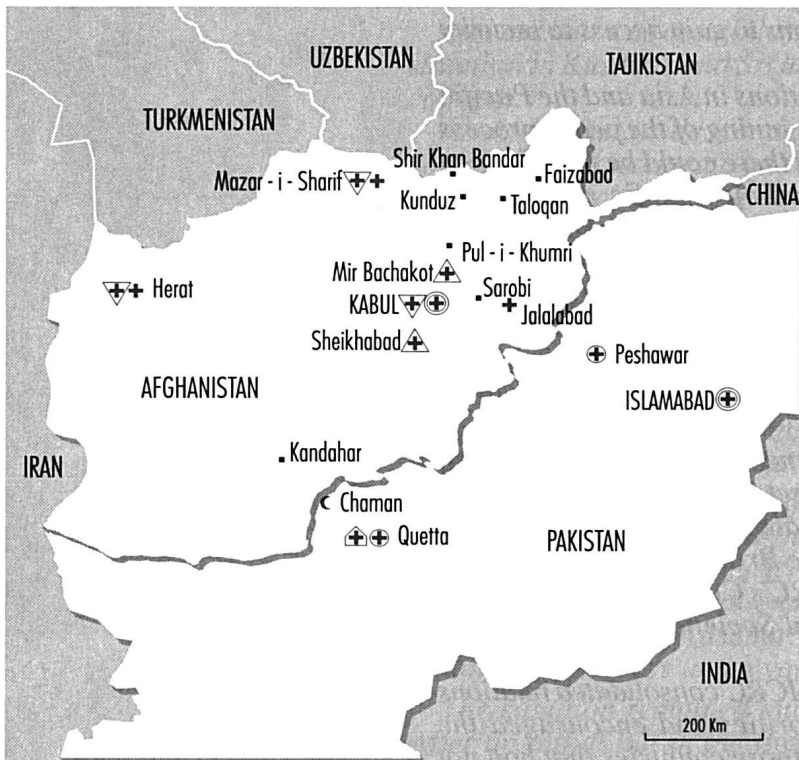 UZBEKISTAN
TAJIKISTAN
TURKMENISTAN
Shir Khan Bandar
Mazar - i - Sharif
Faizabad
Kunduz
Taloqan
CHINA
Pul - i - Khumri
Mir Bachakot
Herat
Sarobi
KABUL
Jalalabad
Sheikhabad
Peshawar
AFGHANISTAN
ISLAMABAD
Kandahar
IRAN
Chaman
Quetta
PAKISTAN
INDIA
200 Km